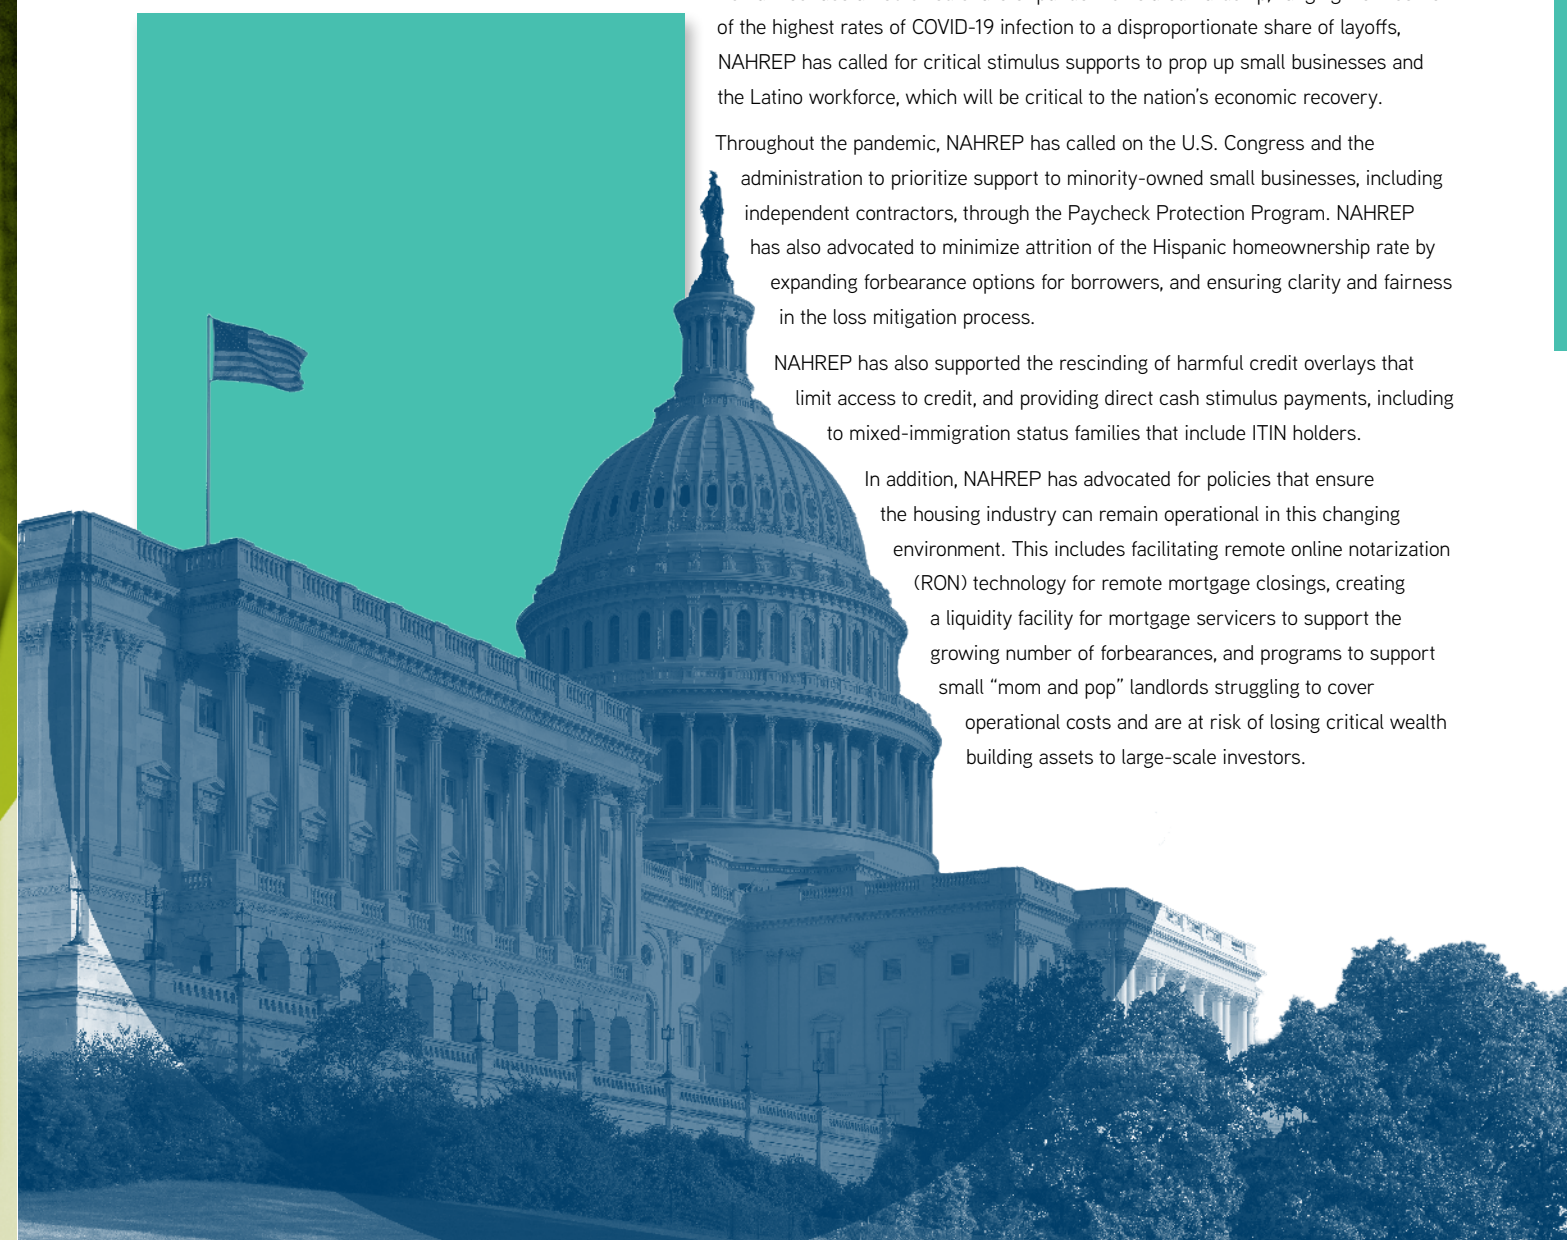 of the highest rates of COVID-19 infection to a disproportionate share of layoffs,
NAHREP has called for critical stimulus supports to prop up small businesses and
the Latino workforce, which will be critical to the nation’s economic recovery.
Throughout the pandemic, NAHREP has called on the U.S. Congress and the
administration to prioritize support to minority-owned small businesses, including
independent contractors, through the Paycheck Protection Program. NAHREP
has also advocated to minimize attrition of the Hispanic homeownership rate by
expanding forbearance options for borrowers, and ensuring clarity and fairness
in the loss mitigation process.
NAHREP has also supported the rescinding of harmful credit overlays that
limit access to credit, and providing direct cash stimulus payments, including
to mixed-immigration status families that include ITIN holders.
In addition, NAHREP has advocated for policies that ensure
the housing industry can remain operational in this changing
environment. This includes facilitating remote online notarization
(RON) technology for remote mortgage closings, creating
a liquidity facility for mortgage servicers to support the
growing number of forbearances, and programs to support
small “mom and pop” landlords struggling to cover
operational costs and are at risk of losing critical wealth
building assets to large-scale investors.